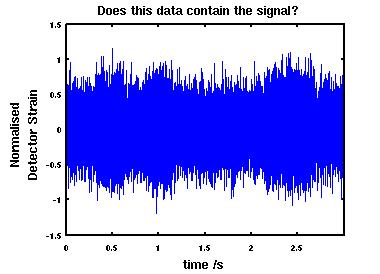 Does this data contain the signal?
1.5
1
0.5
0
-0.5
-1
-1.5
Normalised
Detector Strain
0 0.5 1 1.5 2 2.5
time /s